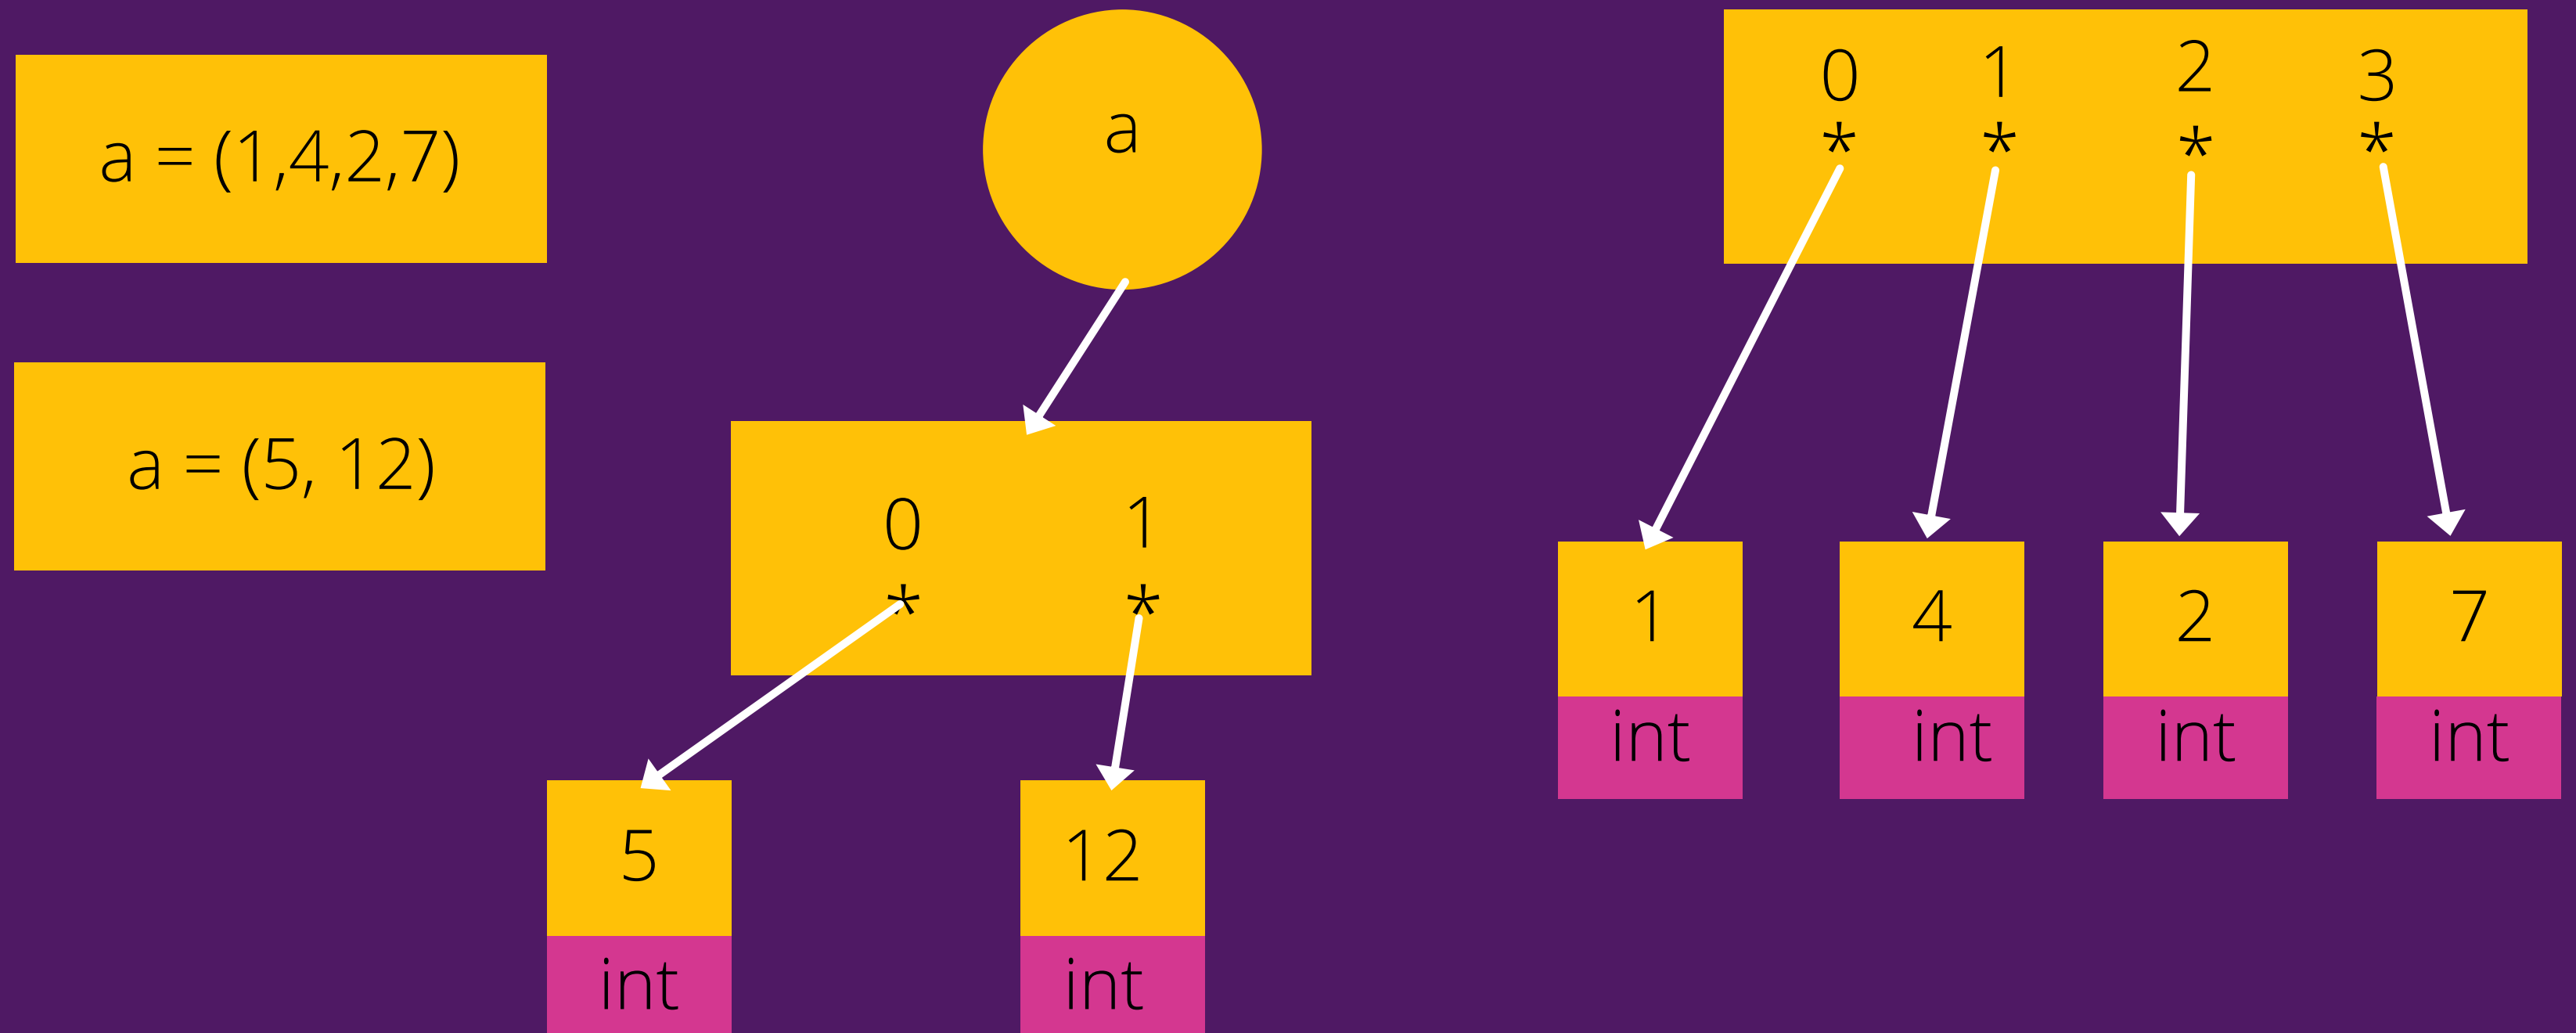 a = (1,4,2,7)
a = (5, 12)
a
0 1
* *
5 12
int int
0 1 2 3
* * * *
1 4 2 7
int int int int